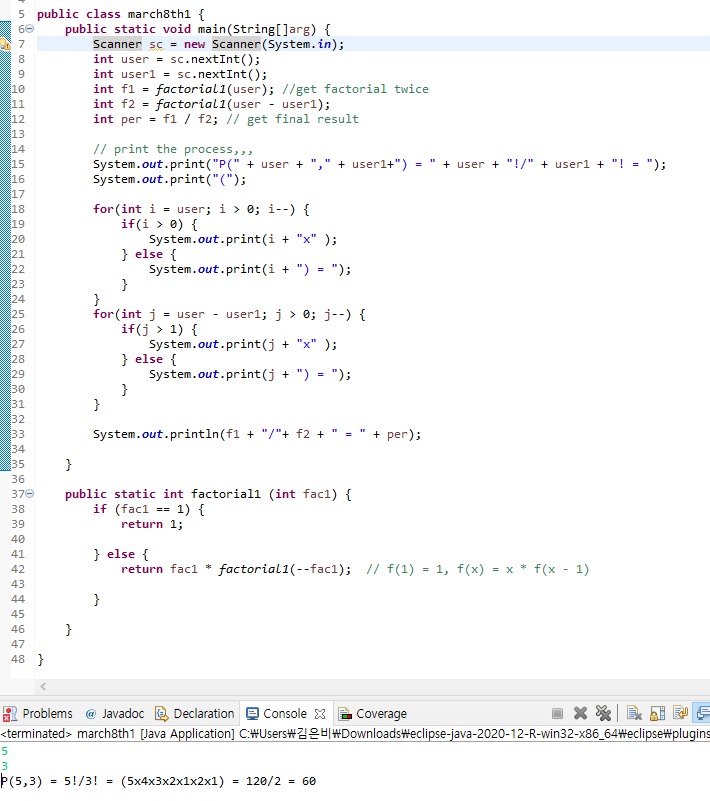 4
5 public class march8th1 {
6 public static void main(String[]arg) {
7 Scanner sc = new Scanner(System.in);
8 int user = sc.nextInt();
9 int user1 = sc.nextInt();
10 int f1 = factorial1(user); //get factorial twice
11 int f2 = factorial1(user - user1);
12 int per = f1 / f2; // get final result
13
14 // print the process,,,
15 System.out.print("P(" + user + "," + user1+") = " + user + "!/" + user1 + "! = ");
16 System.out.print("(");
17
18 for(int i = user; i > 0; i--) {
19 if(i > 0) {
20 System.out.print(i + "x" );
21 } else {
22 System.out.print(i + ") = ");
23 }
24 }
25 for(int j = user - user1; j > 0; j--) {
26 if(j > 1) {
27 System.out.print(j + "x" );
28 } else {
29 System.out.print(j + ") = ");
30 }
31 }
32
33 System.out.println(f1 + "/"+ f2 + " = " + per);
34
35 }
36
37 public static int factorial1 (int fac1) {
38 if (fac1 == 1) {
39 return 1;
40
41 } else {
42 return fac1 * factorial1(--fac1); // f(1) = 1, f(x) = x * f(x - 1)
43
44 }
45
46 }
47
48 }
Problems @ Javadoc Declaration Console Coverage
<terminated> march8th1 [Java Application] C:₩Users₩김은비₩Downloads₩eclipse-java-2020-12-R-win32-x86_64₩eclipse₩plugins
5
3
P(5,3) = 5!/3! = (5x4x3x2x1x2x1) = 120/2 = 60